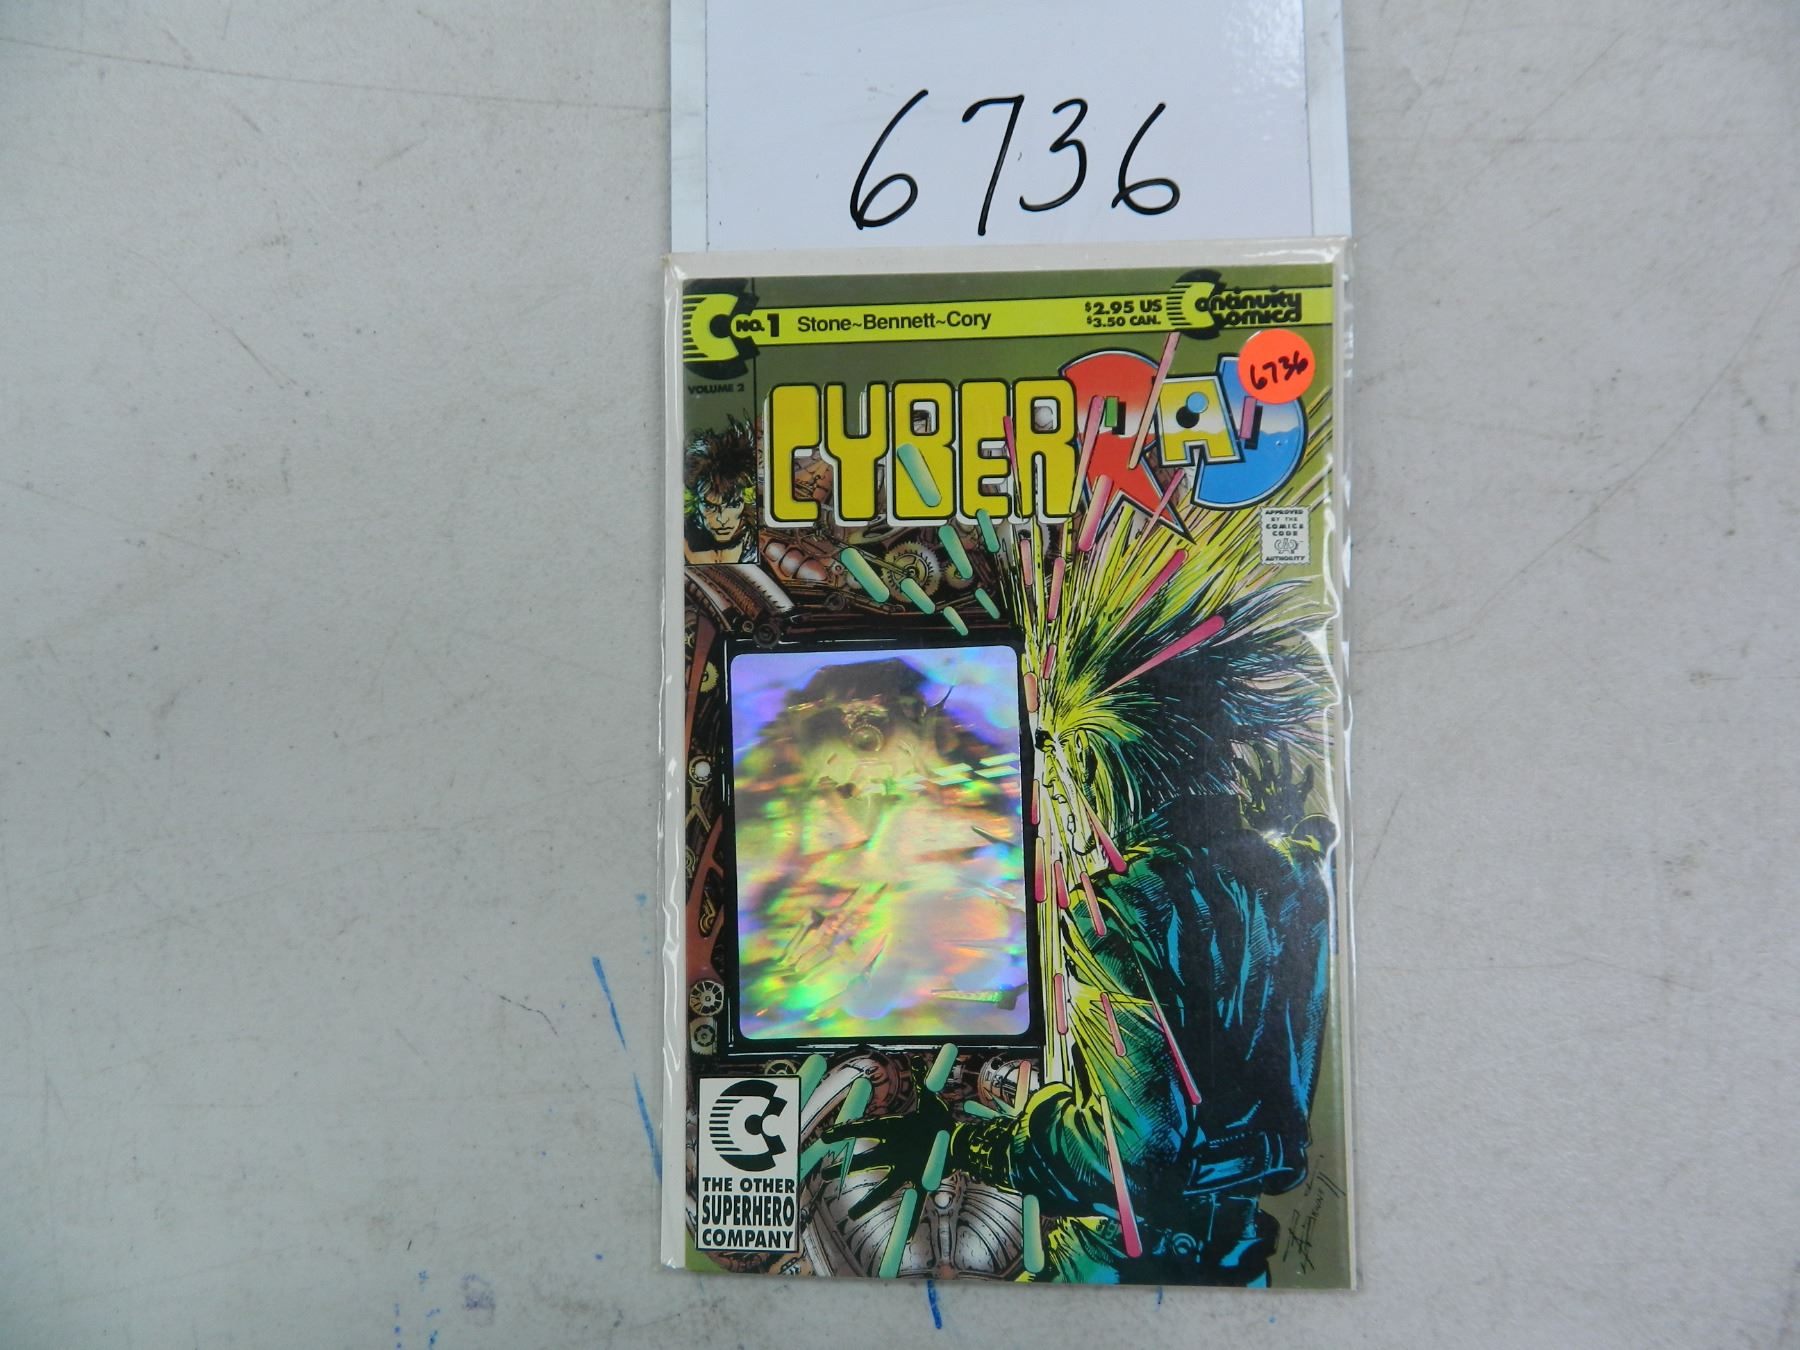 6736
NO. 1 Stone~Bennett~Cory
$2.95 US
$3.50 CAN.
Continuity
Comics
6736
VOLUME 2
CYBERRAD
APPROVED
BY THE
COMICS
CODE
CA
AUTHORITY
THE OTHER
SUPERHERO
COMPANY